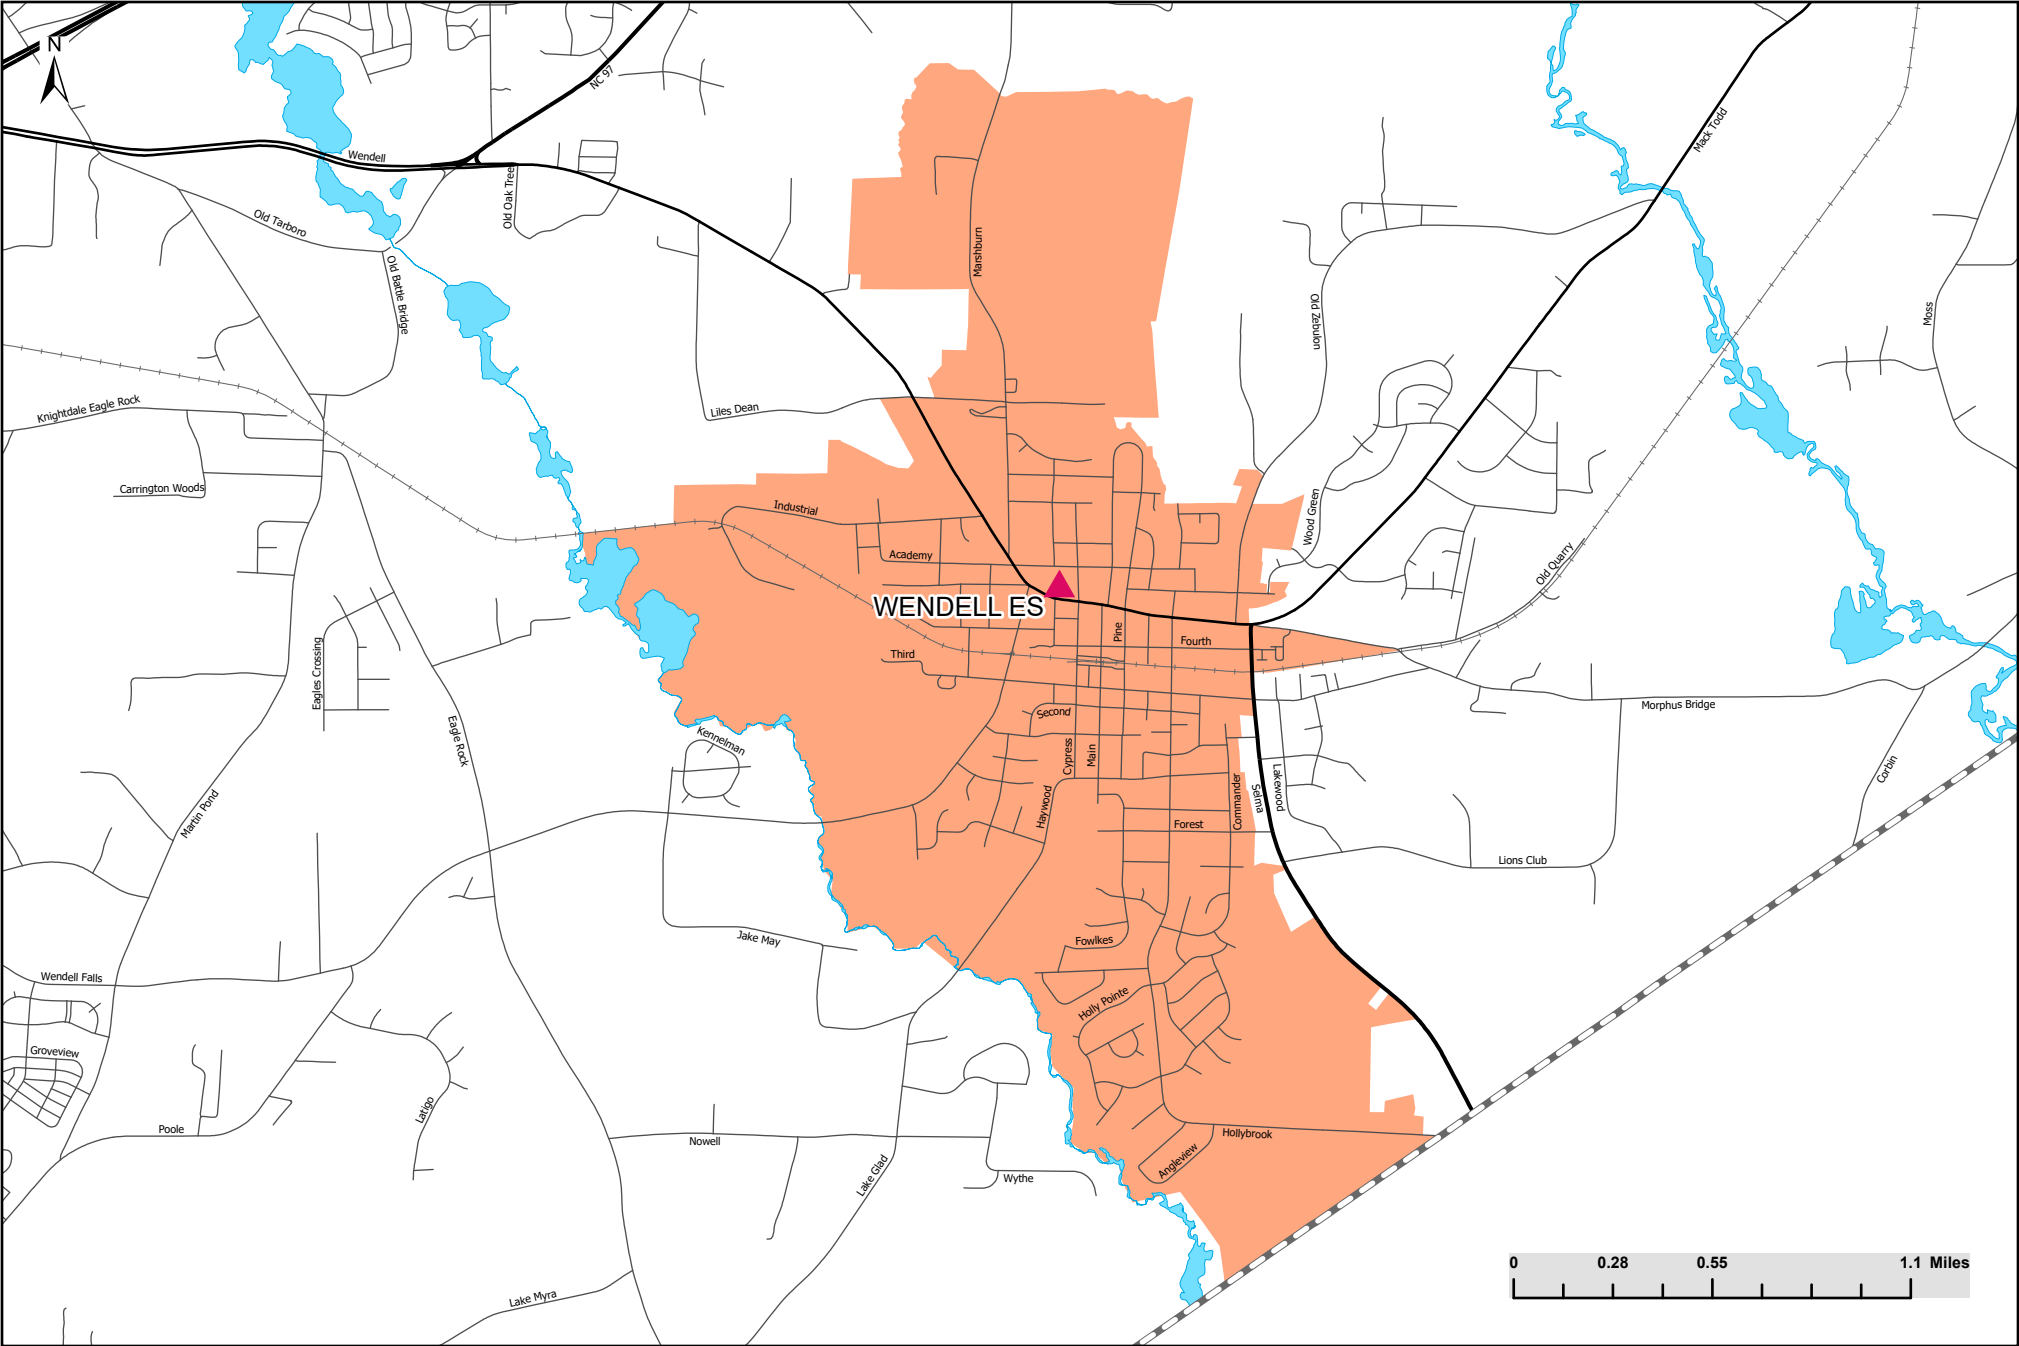 N
NC 97
Wendell
Mack Todd
Old Tarboro
Old Oak Tree
Old Battle Bridge
Marshburn
Old Zebulon
Moss
Knightdale Eagle Rock
Liles Dean
Carrington Woods
Industrial
Wood Green
Academy
Old Quarry
WENDELL ES
Pine
Fourth
Third
Eagles Crossing
Second
Morphus Bridge
Eagle Rock
Kennelman
Cypress
Main
Corbin
Martin Pond
Haywood
Commander
Selma
Lakewood
Forest
Lions Club
Jake May
Fowlkes
Wendell Falls
Holly Pointe
Groveview
Latigo
Poole
Nowell
Hollybrook
Angleview
Lake Glad
Wythe
Lake Myra
0 0.28 0.55 1.1 Miles